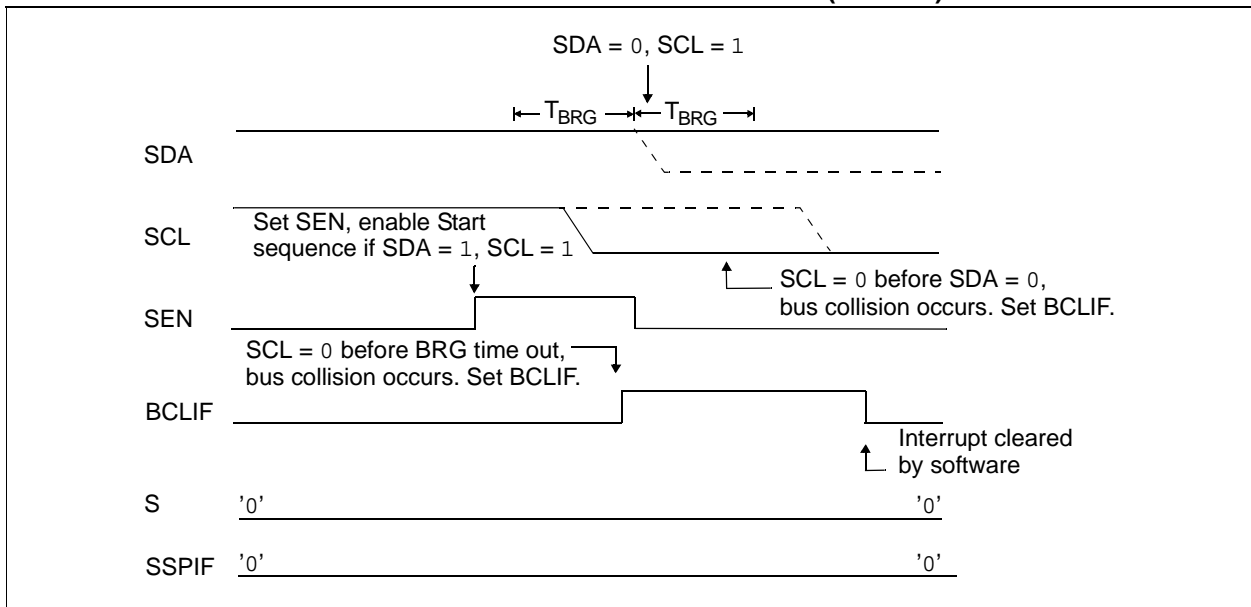 SDA = 0, SCL = 1
TBRG TBRG
SDA
SCL
Set SEN, enable Start
sequence if SDA = 1, SCL = 1
SCL = 0 before SDA = 0,
bus collision occurs. Set BCLIF.
SEN
SCL = 0 before BRG time out,
bus collision occurs. Set BCLIF.
BCLIF
Interrupt cleared
by software
S '0' '0'
SSPIF '0' '0'